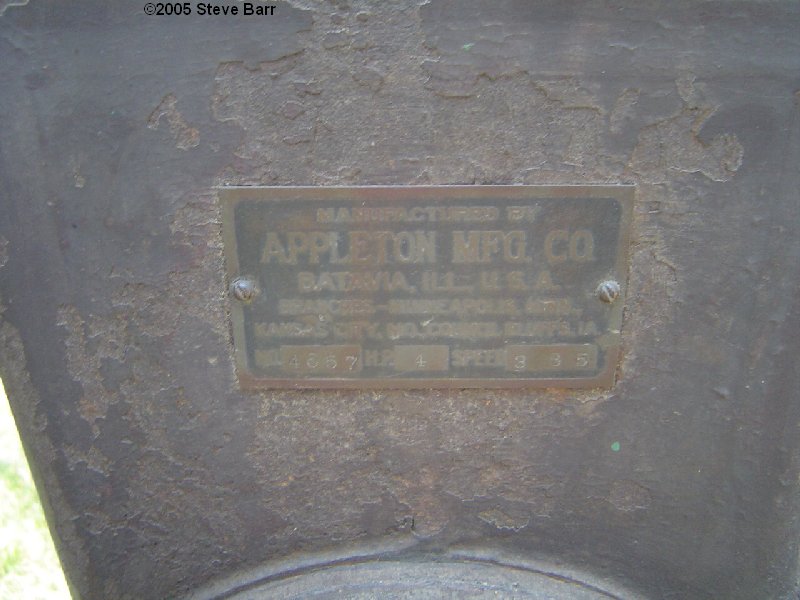 ©2005 Steve Barr
MANUFACTURED BY
APPLETON MFG. CO.
BATAVIA, ILL., U.S.A.
BRANCHES-MINNEAPOLIS, MINN.,
KANSAS CITY, MO. COUNCIL BLUFFS, IA.
NO. H.P. 4 SPEED 335